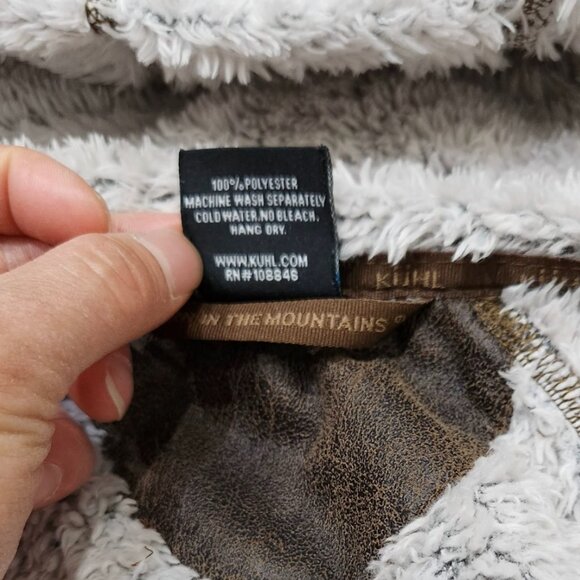 100% POLYESTER
MACHINE WASH SEPARATELY
COLD WATER, NO BLEACH,
HANG DRY.
WWW.KUHL.COM
RN#108846
KÜHL
IN THE MOUNTAINS